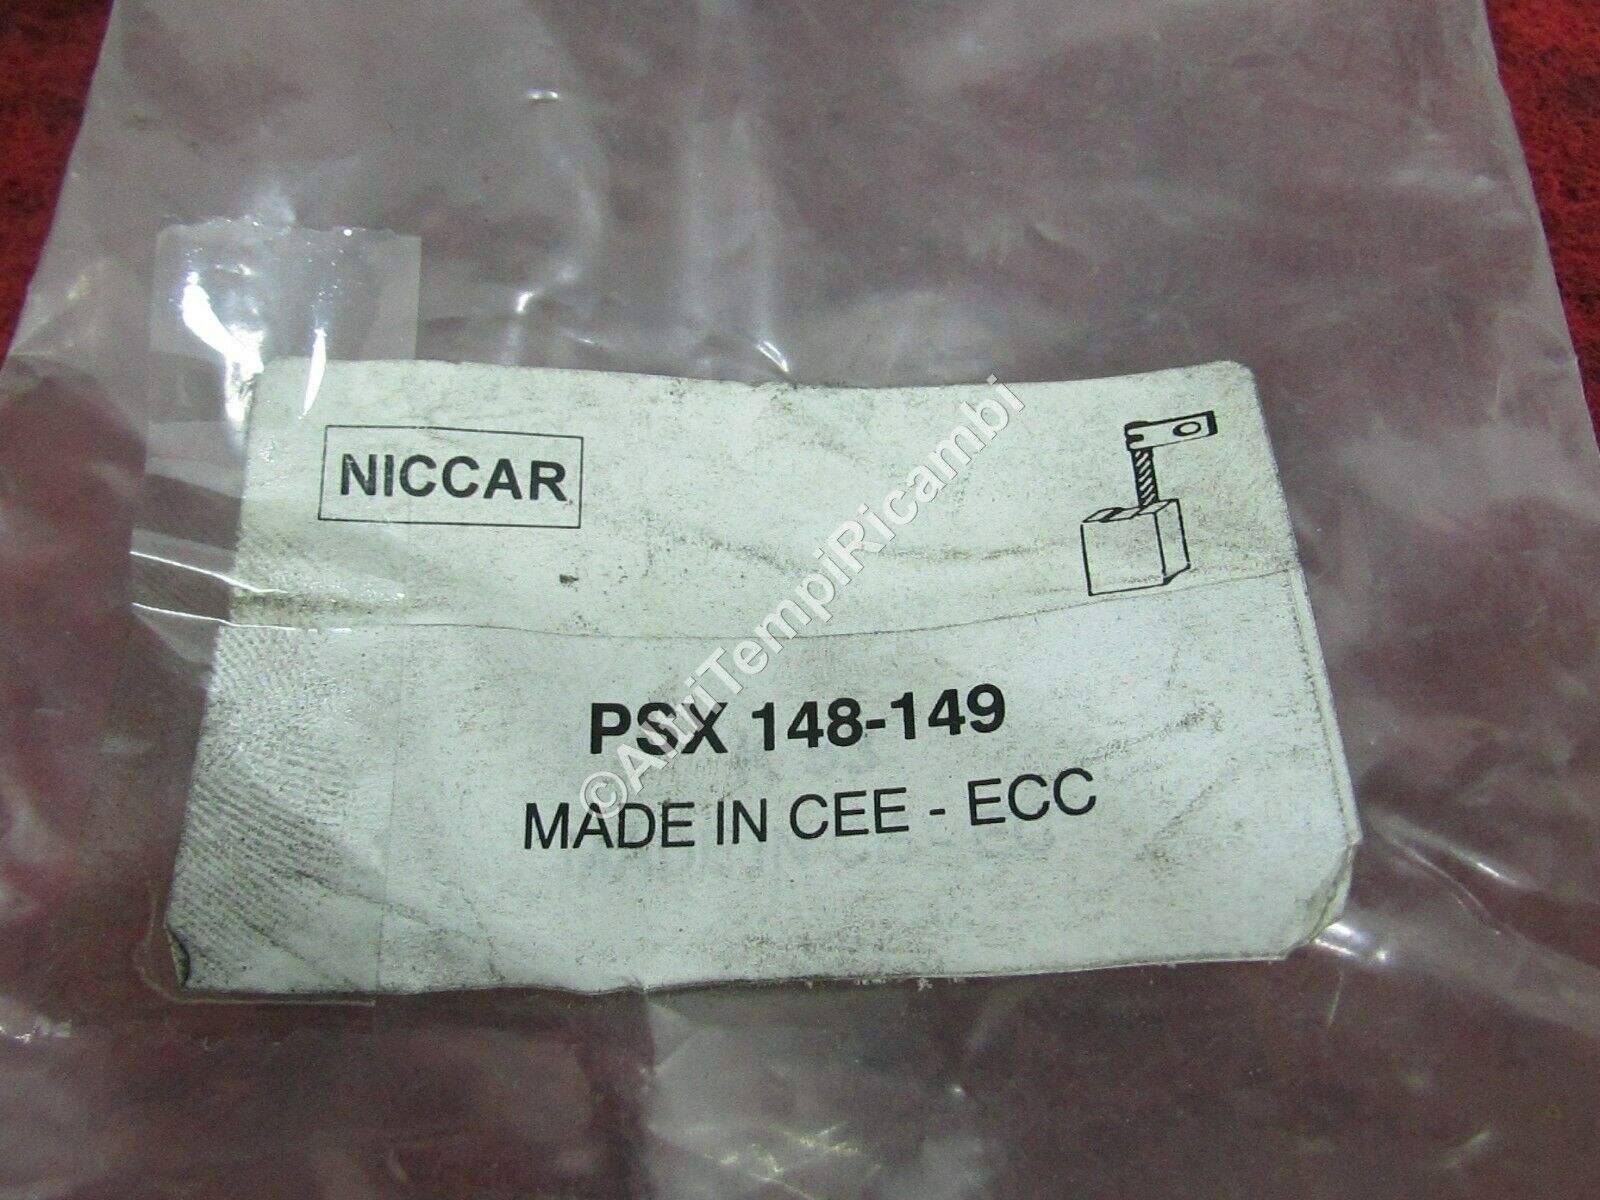 NICCAR
PSX 148-149
MADE IN CEE - ECC
©AltriTempiRicambi